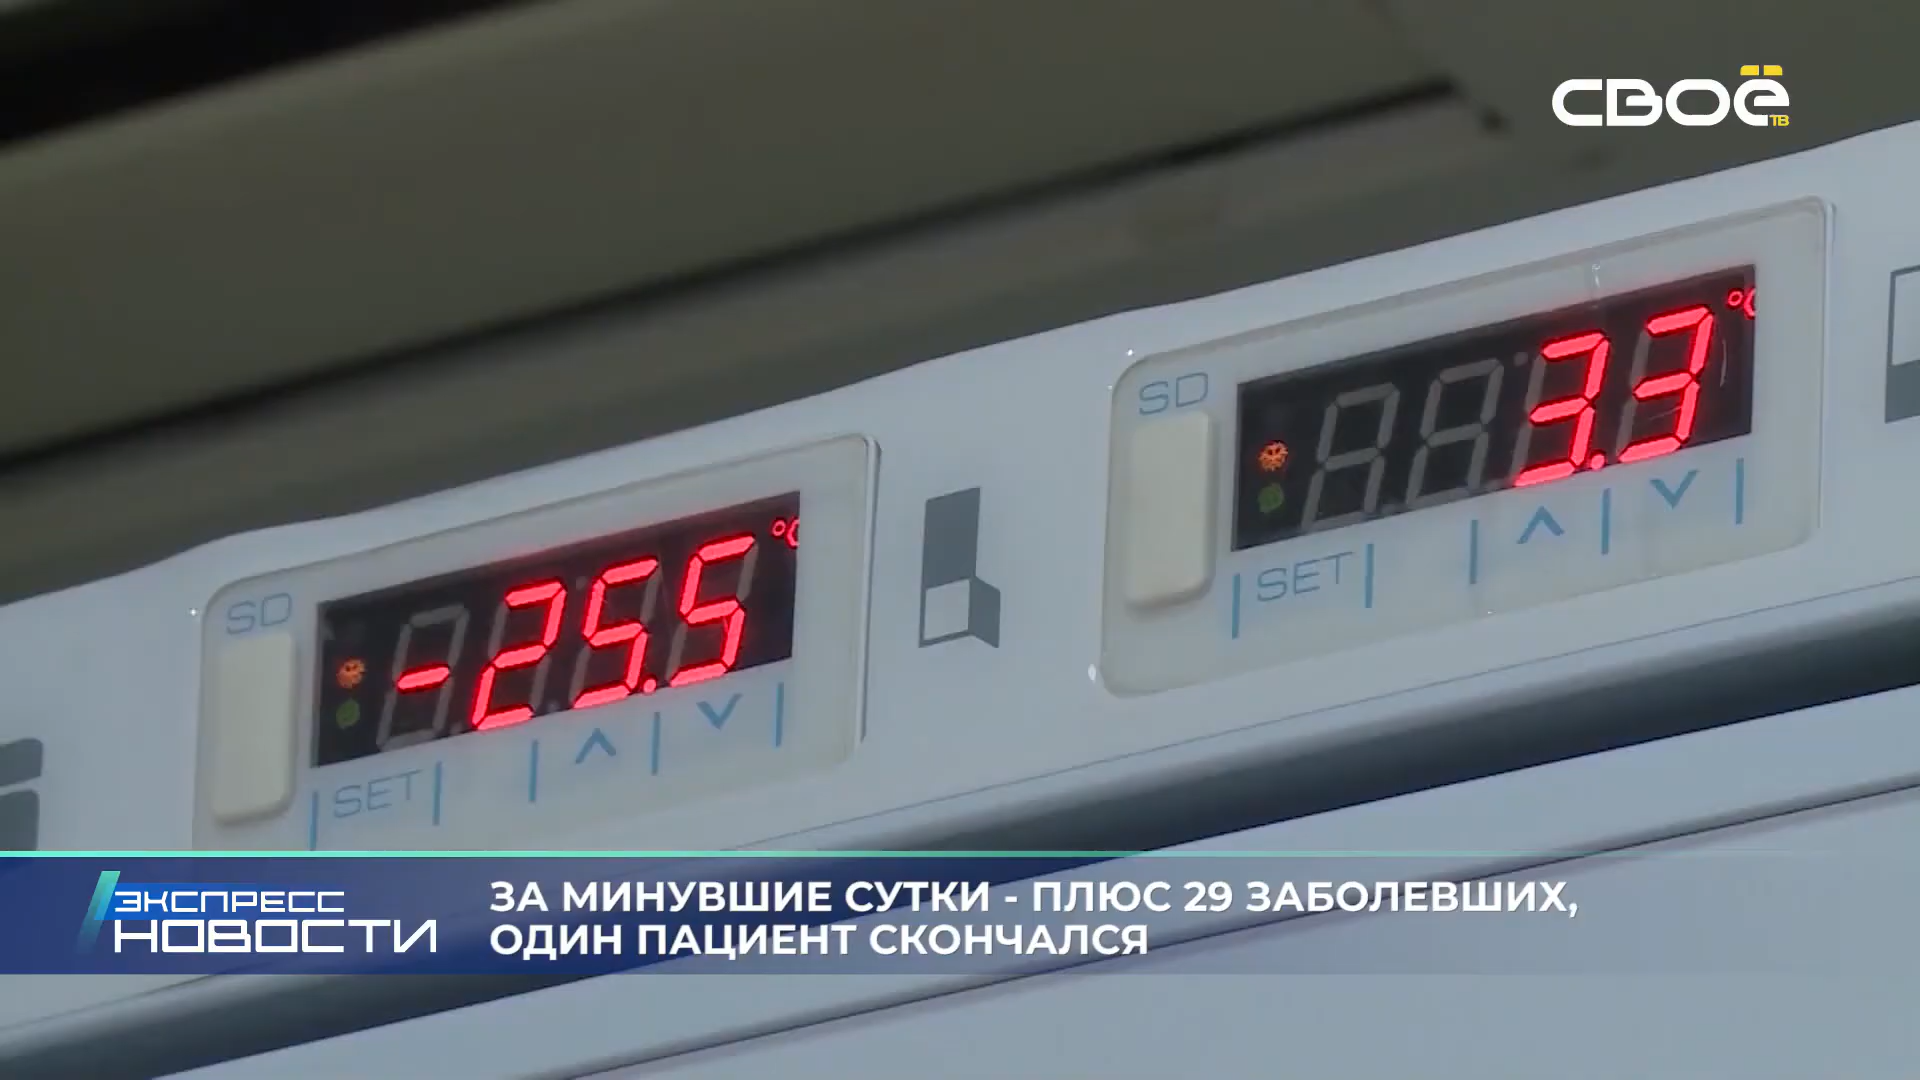 СВОЁ
ТВ
SD
3.3 °C
SET
SD
-25.5 °C
SET
ЭКСПРЕСС
НОВОСТИ
ЗА МИНУВШИЕ СУТКИ - ПЛЮС 29 ЗАБОЛЕВШИХ,
ОДИН ПАЦИЕНТ СКОНЧАЛСЯ